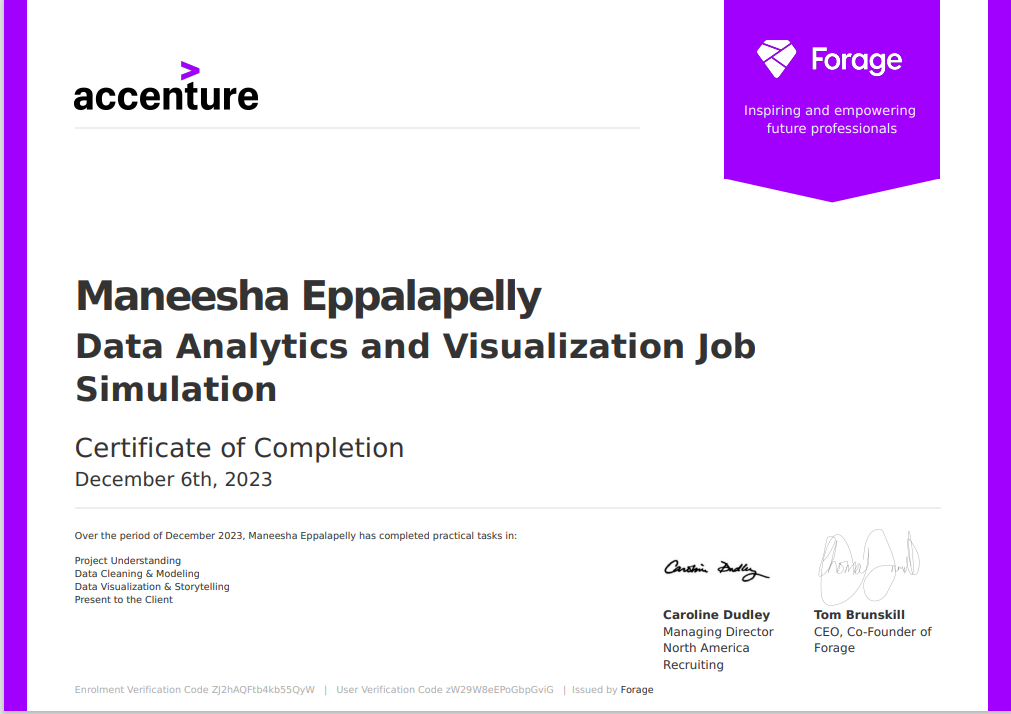 accenture
Forage
Inspiring and empowering
future professionals
Maneesha Eppalapelly
Data Analytics and Visualization Job
Simulation
Certificate of Completion
December 6th, 2023
Over the period of December 2023, Maneesha Eppalapelly has completed practical tasks in:
Project Understanding
Data Cleaning & Modeling
Data Visualization & Storytelling
Present to the Client
Caroline Dudley
Caroline Dudley
Managing Director
North America
Recruiting
Tom Brunskill
CEO, Co-Founder of
Forage
Enrolment Verification Code ZJ2hAQFtb4kb55QyW | User Verification Code zW29W8eEPoGbpGviG | Issued by Forage